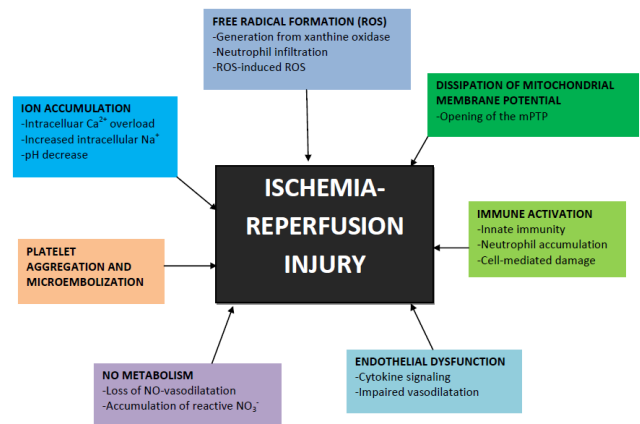 FREE RADICAL FORMATION (ROS)
-Generation from xanthine oxidase
-Neutrophil infiltration
-ROS-induced ROS
DISSIPATION OF MITOCHONDRIAL
MEMBRANE POTENTIAL
-Opening of the mPTP
ION ACCUMULATION
-Intracelluar Ca²⁺ overload
-Increased intracellular Na⁺
-pH decrease
ISCHEMIA-
REPERFUSION
INJURY
IMMUNE ACTIVATION
-Innate immunity
-Neutrophil accumulation
-Cell-mediated damage
PLATELET
AGGREGATION AND
MICROEMBOLIZATION
NO METABOLISM
-Loss of NO-vasodilatation
-Accumulation of reactive NO₃⁻
ENDOTHELIAL DYSFUNCTION
-Cytokine signaling
-Impaired vasodilatation